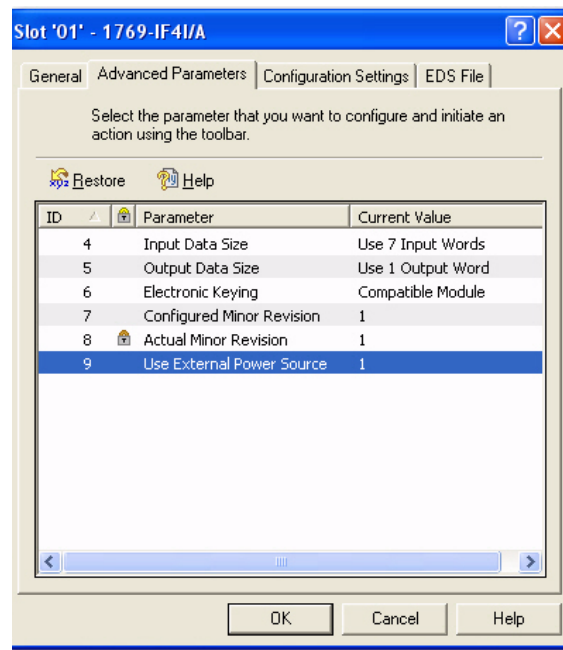 Slot '01' - 1769-IF4I/A
General Advanced Parameters Configuration Settings EDS File
Select the parameter that you want to configure and initiate an
action using the toolbar.
Restore Help
ID Parameter Current Value
4 Input Data Size Use 7 Input Words
5 Output Data Size Use 1 Output Word
6 Electronic Keying Compatible Module
7 Configured Minor Revision 1
8 Actual Minor Revision 1
9 Use External Power Source 1
OK Cancel Help